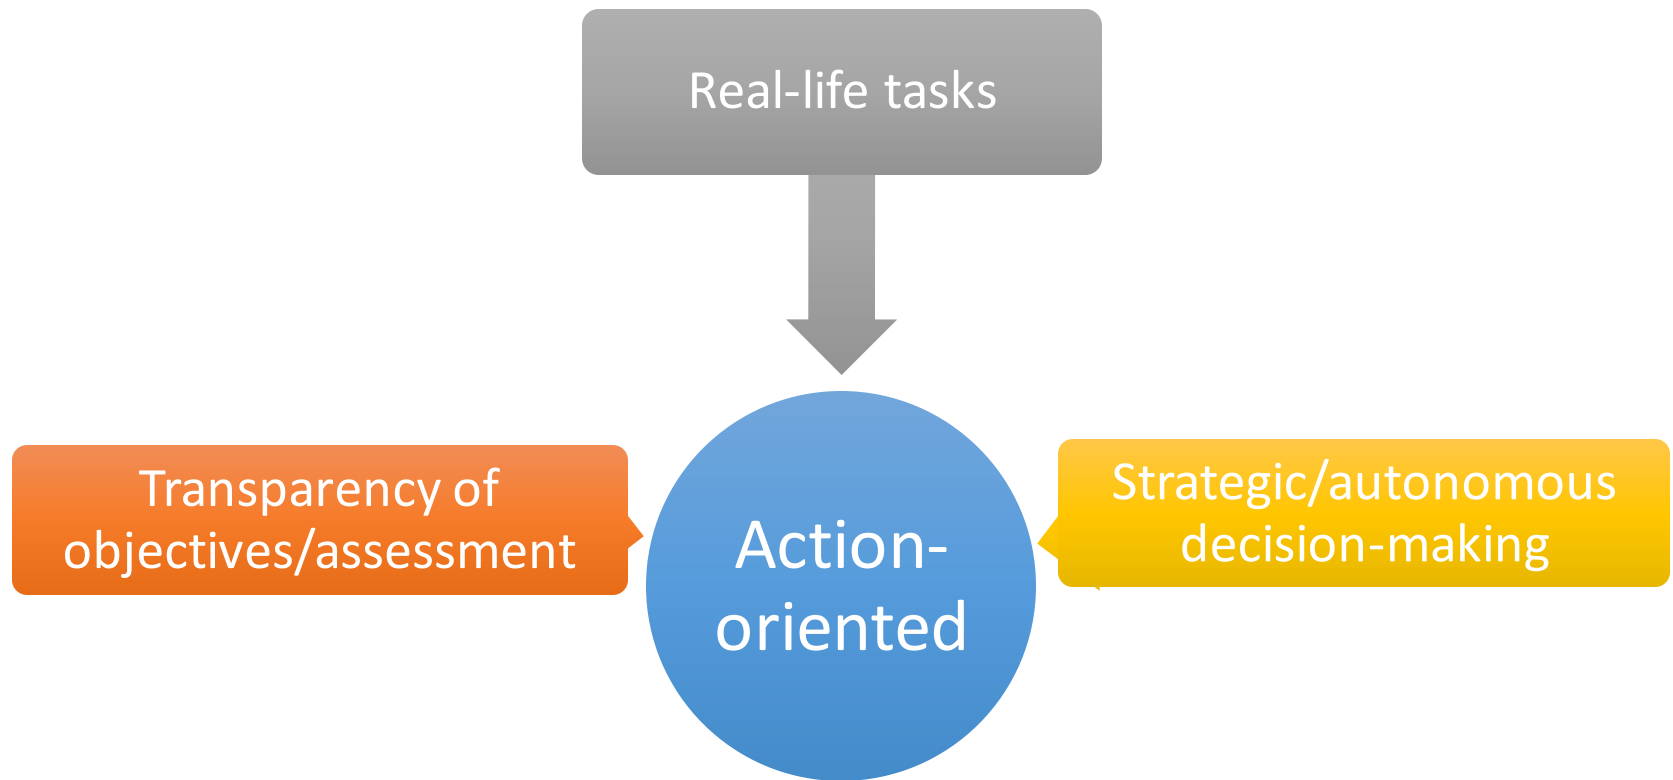 Real-life tasks
Transparency of
objectives/assessment
Action-
oriented
Strategic/autonomous
decision-making